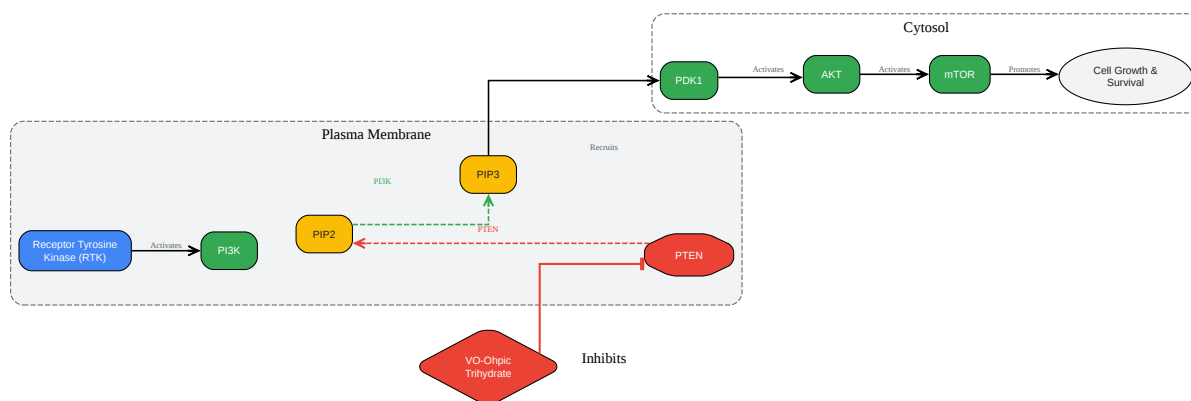 Cytosol
PDK1
Activates
AKT
Activates
mTOR
Promotes
Cell Growth &
Survival
Plasma Membrane
Recruits
PIP3
PI3K
PIP2
PTEN
Receptor Tyrosine
Kinase (RTK)
Activates
PI3K
PTEN
VO-Ohpic
Trihydrate
Inhibits